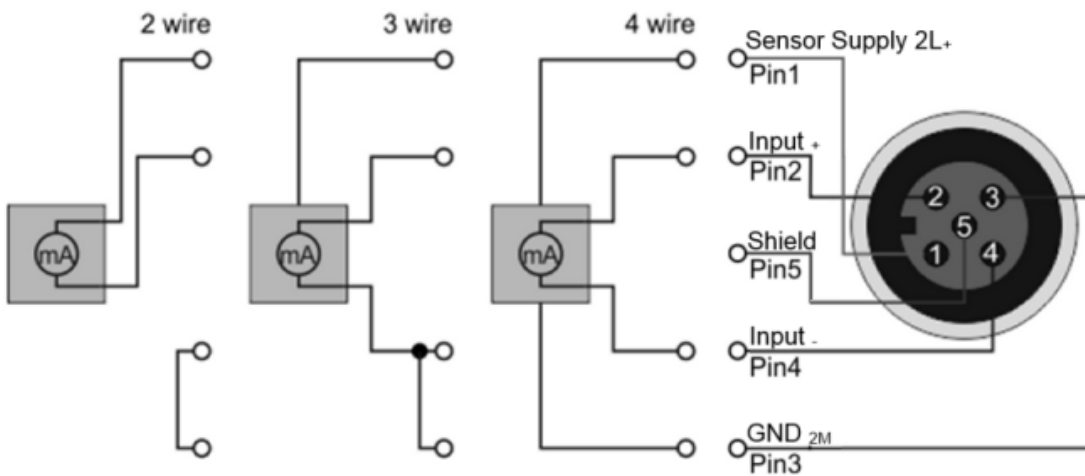 2 wire
3 wire
4 wire
Sensor Supply 2L+
Pin1
Input +
Pin2
Shield
Pin5
Input -
Pin4
GND 2M
Pin3
mA
mA
mA
2
3
5
1
4